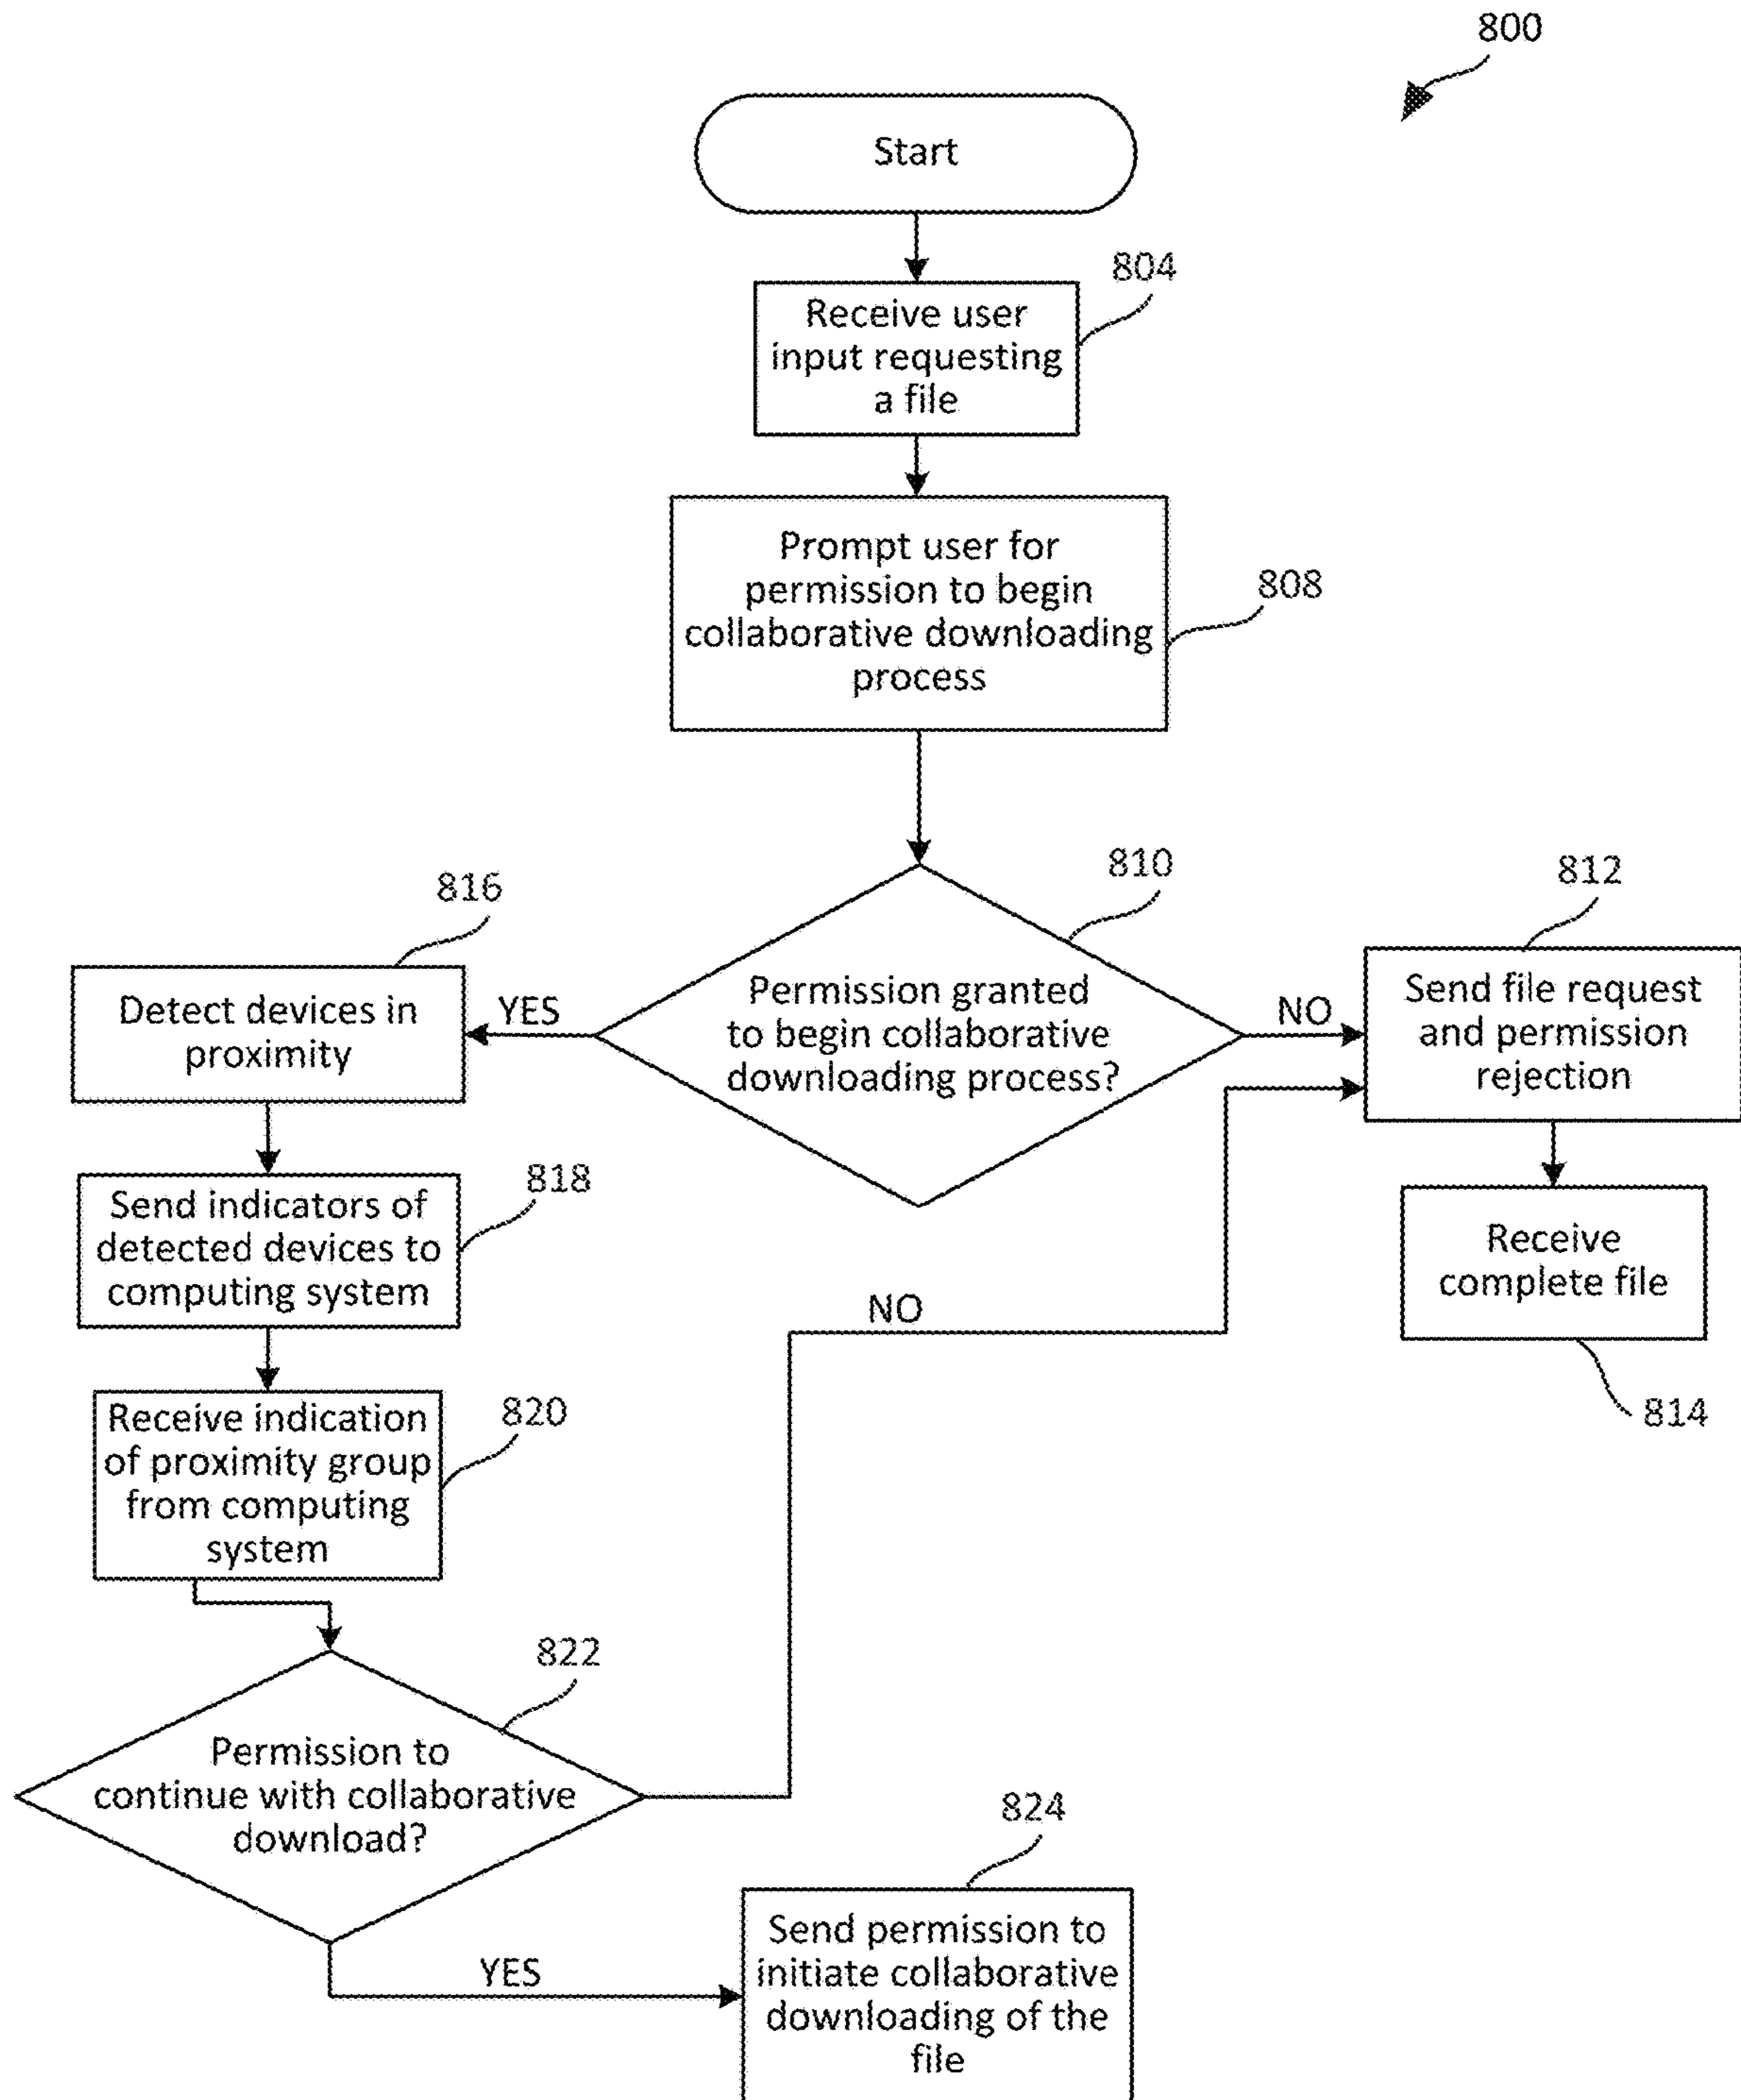 800
Start
804
Receive user
input requesting
a file
Prompt user for
permission to begin
collaborative downloading
process
808
810
Permission granted
to begin collaborative
downloading process?
YES
NO
812
Send file request
and permission
rejection
Receive
complete file
814
816
Detect devices in
proximity
818
Send indicators of
detected devices to
computing system
820
Receive indication
of proximity group
from computing
system
822
Permission to
continue with collaborative
download?
NO
YES
824
Send permission to
initiate collaborative
downloading of the
file